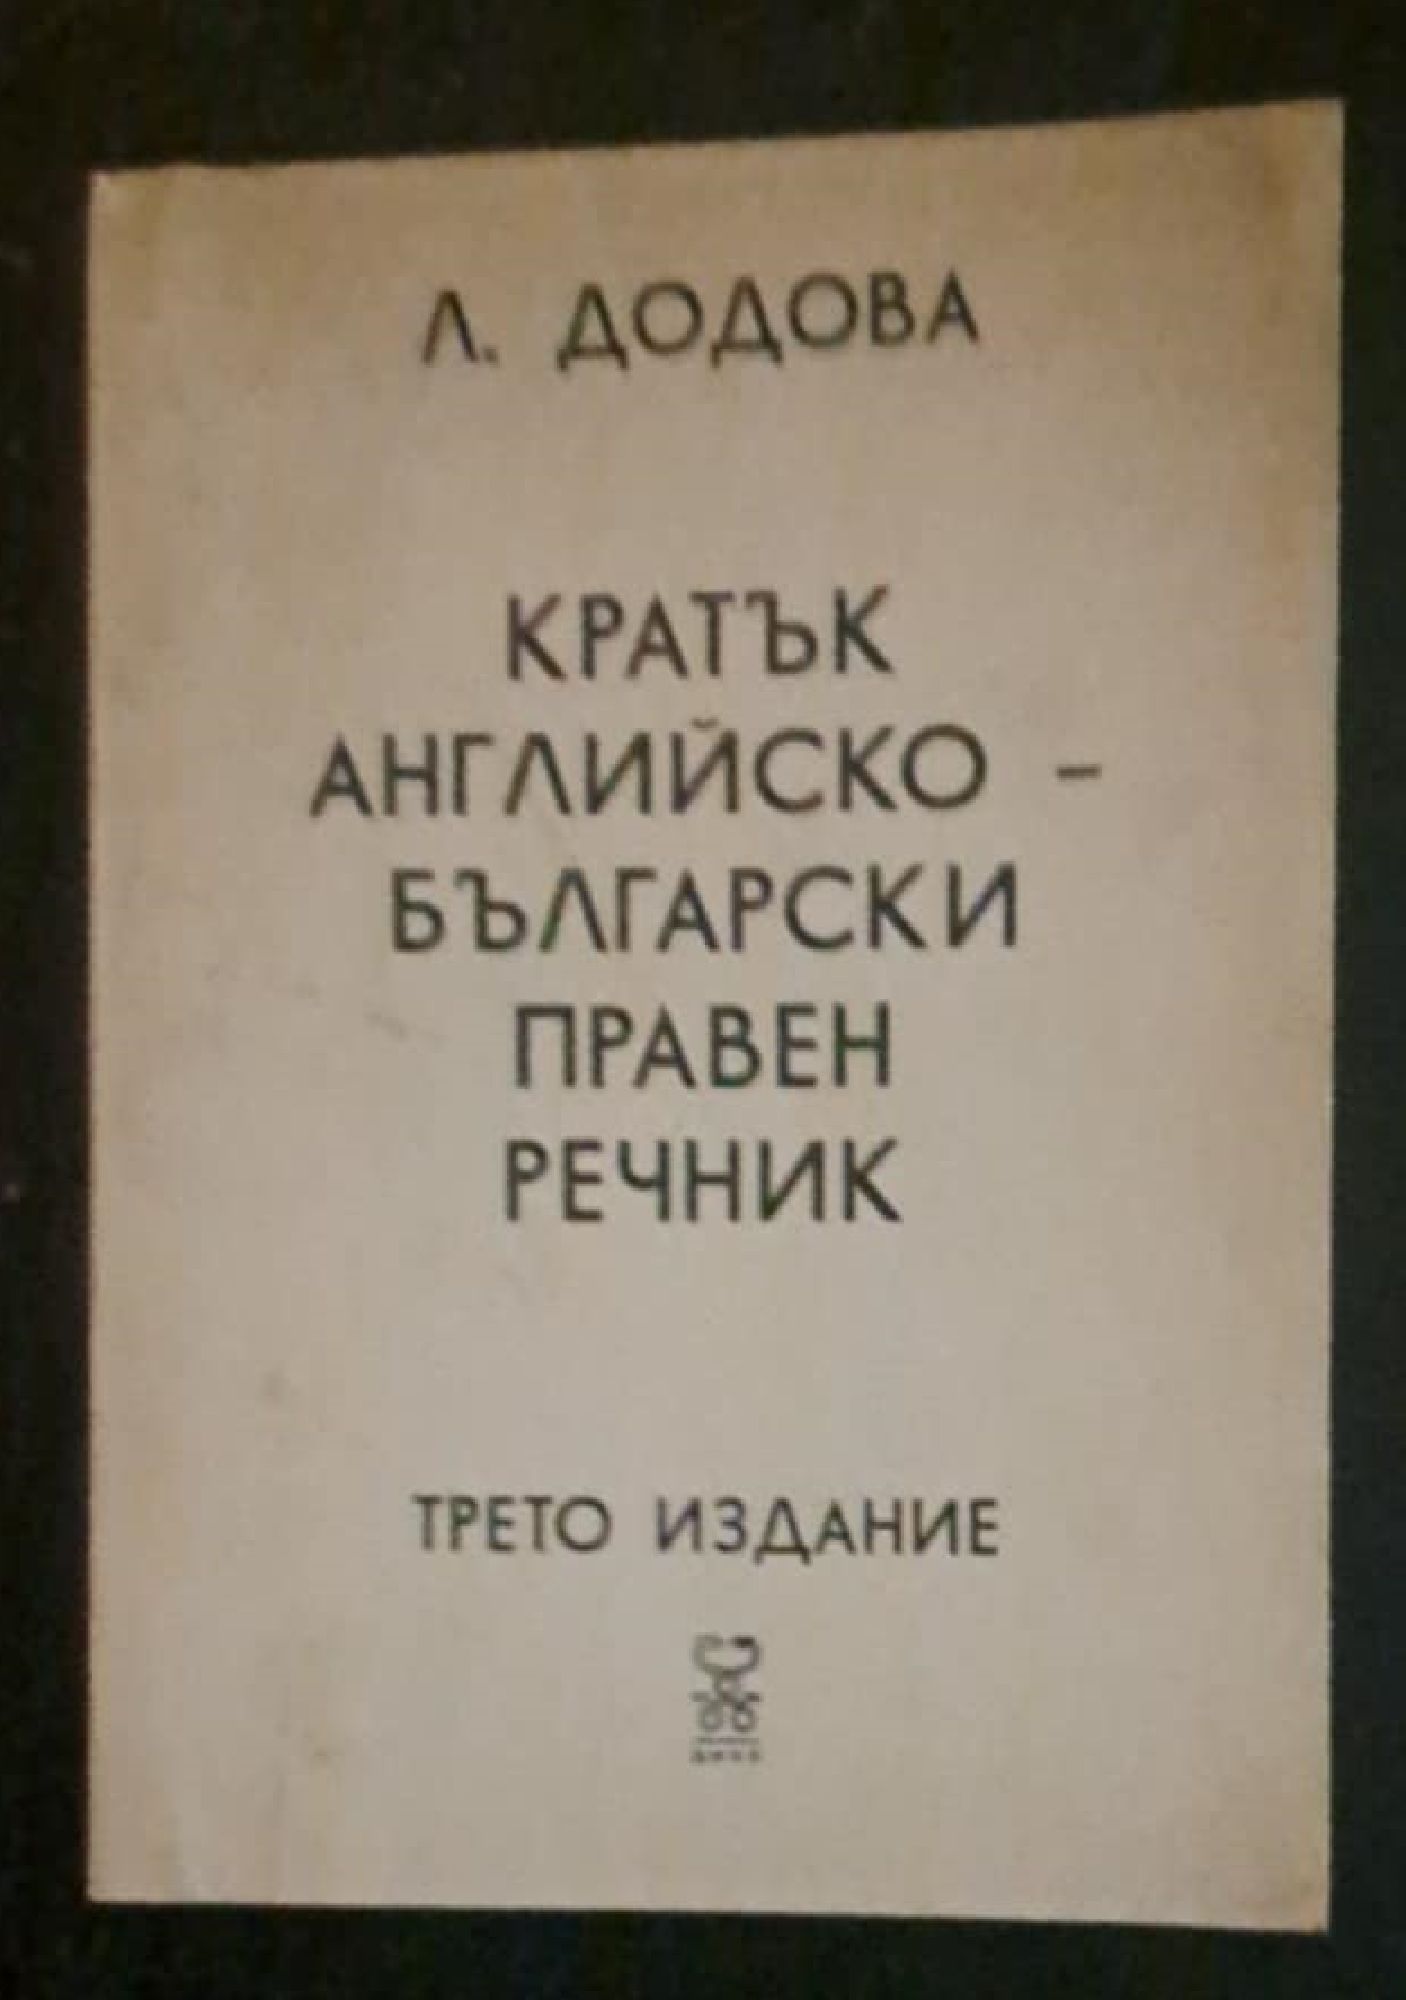 Л. ДОДОВА
КРАТЪК
АНГЛИЙСКО –
БЪЛГАРСКИ
ПРАВЕН
РЕЧНИК
ТРЕТО ИЗДАНИЕ